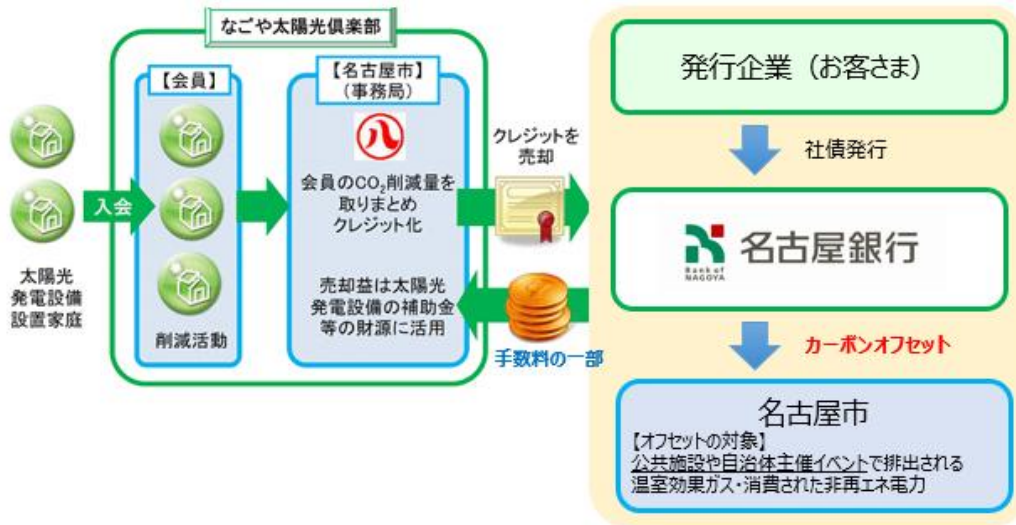 なごや太陽光倶楽部
【会員】
【名古屋市】
(事務局)
八
会員のCO₂削減量を
取りまとめ
クレジット化
売却益は太陽光
発電設備の補助金
等の財源に活用
入会
太陽光
発電設備
設置家庭
削減活動
クレジットを
売却
手数料の一部
発行企業(お客さま)
社債発行
Bank of
NAGOYA
名古屋銀行
カーボンオフセット
名古屋市
【オフセットの対象】
公共施設や自治体主催イベントで排出される
温室効果ガス・消費された非再エネ電力